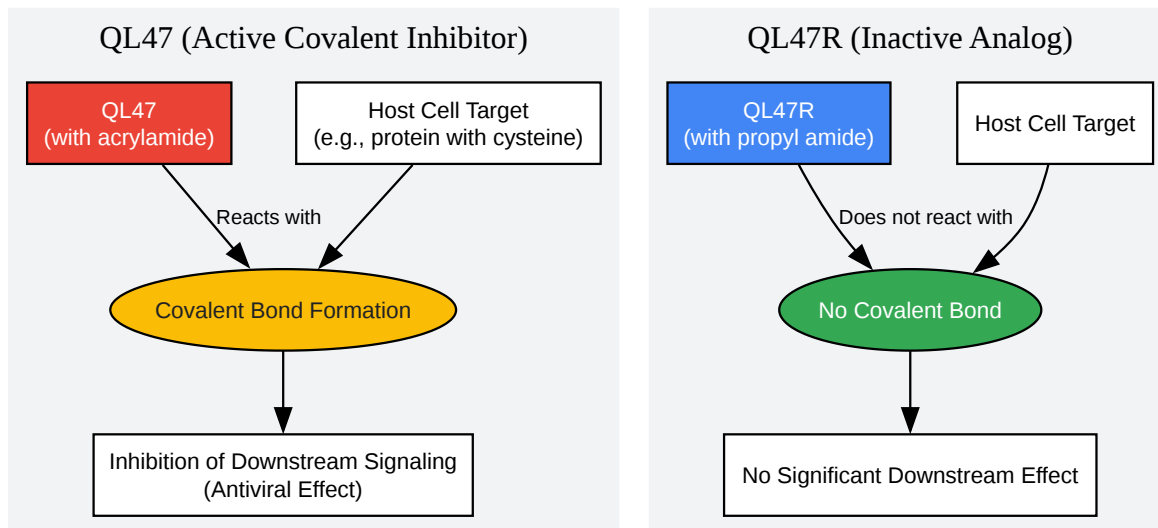 QL47 (Active Covalent Inhibitor)
QL47
(with acrylamide)
Host Cell Target
(e.g., protein with cysteine)
Reacts with
Covalent Bond Formation
Inhibition of Downstream Signaling
(Antiviral Effect)
QL47R (Inactive Analog)
QL47R
(with propyl amide)
Host Cell Target
Does not react with
No Covalent Bond
No Significant Downstream Effect